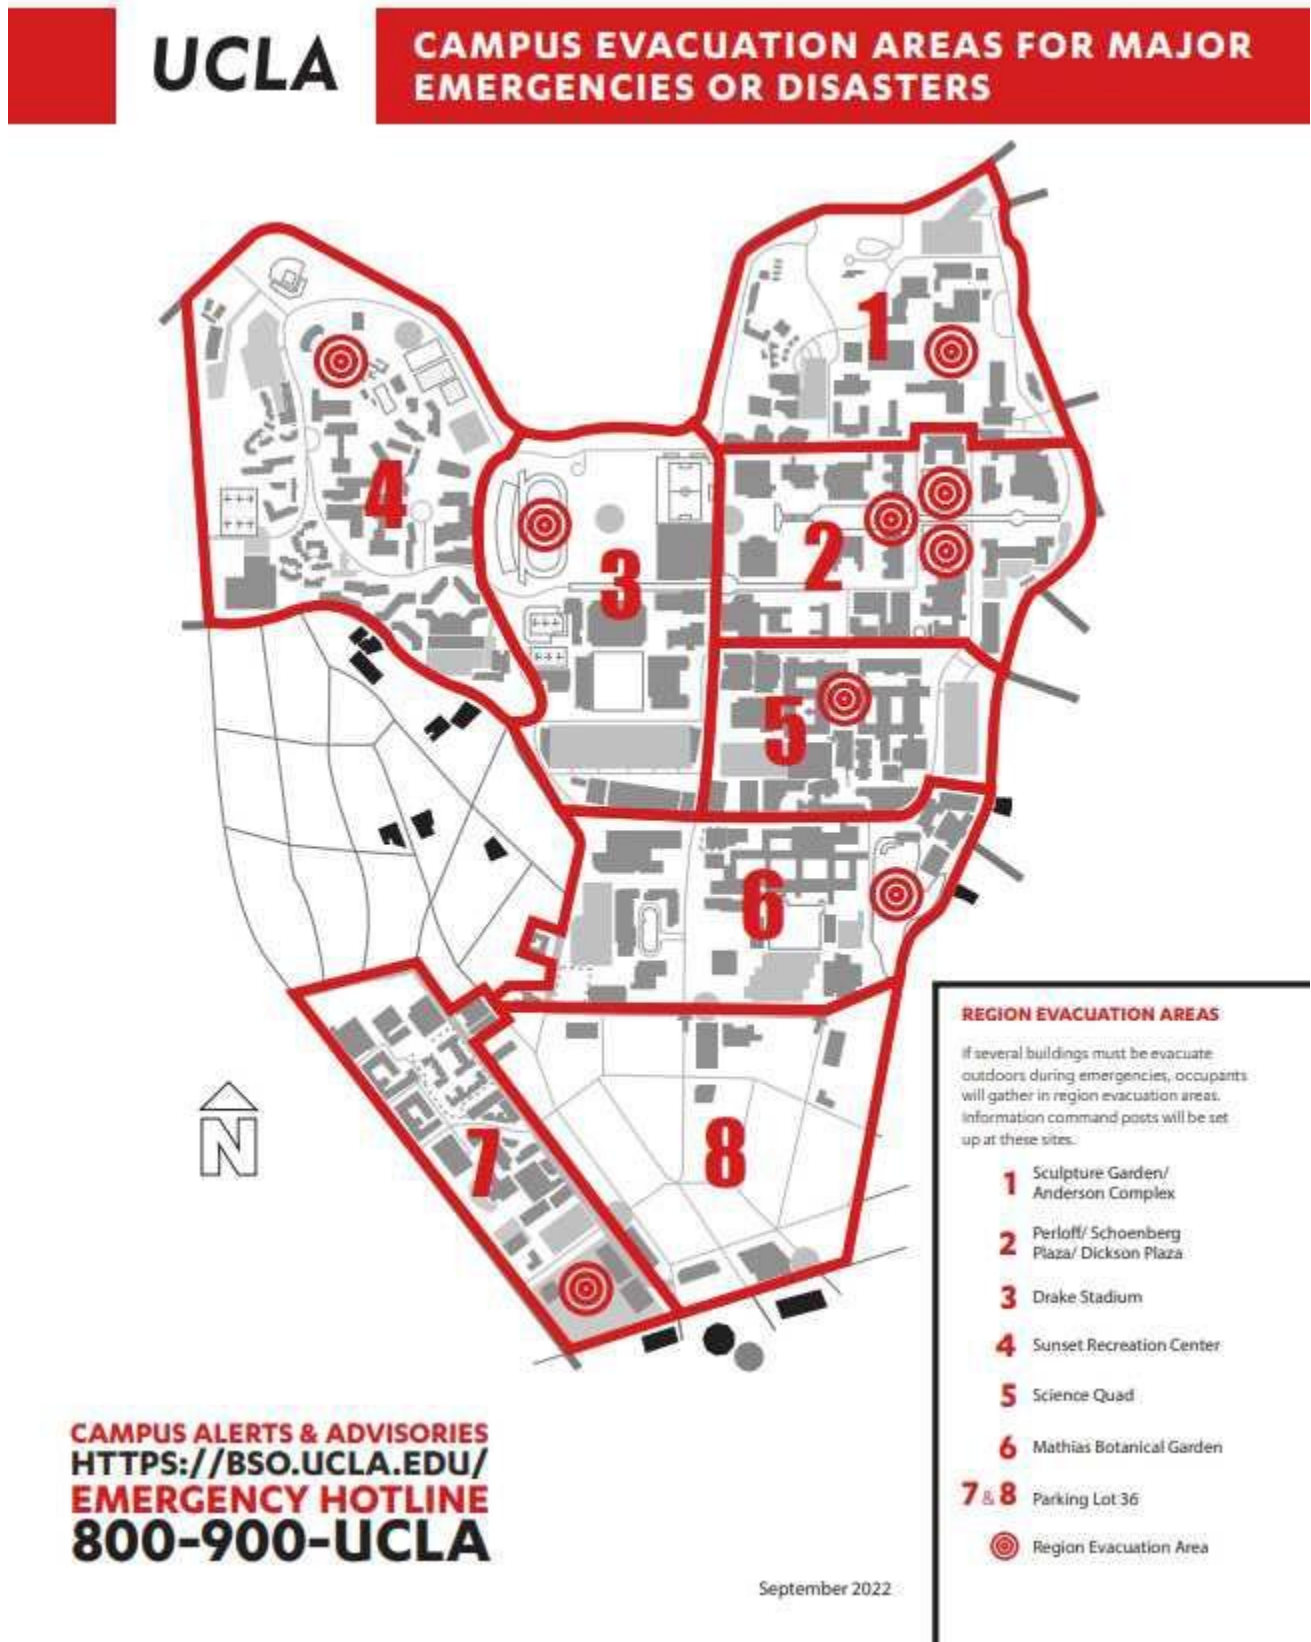 UCLA
CAMPUS EVACUATION AREAS FOR MAJOR
EMERGENCIES OR DISASTERS
1
2
3
4
5
6
7
8
N
REGION EVACUATION AREAS
If several buildings must be evacuate
outdoors during emergencies, occupants
will gather in region evacuation areas.
Information command posts will be set
up at these sites.
1 Sculpture Garden/
Anderson Complex
2 Perloff/ Schoenberg
Plaza/ Dickson Plaza
3 Drake Stadium
4 Sunset Recreation Center
5 Science Quad
6 Mathias Botanical Garden
7 & 8 Parking Lot 36
Region Evacuation Area
CAMPUS ALERTS & ADVISORIES
HTTPS://BSO.UCLA.EDU/
EMERGENCY HOTLINE
800-900-UCLA
September 2022